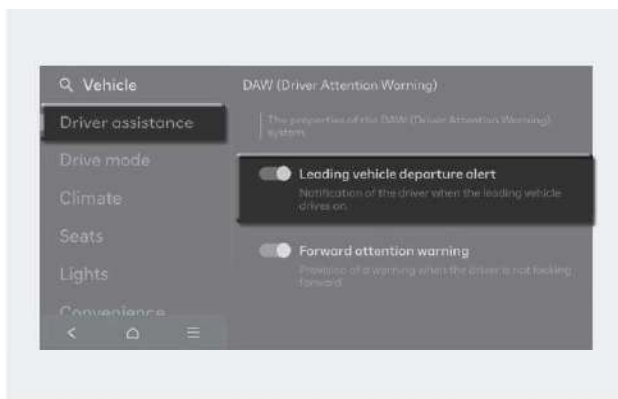 Vehicle
Driver assistance
Drive mode
Climate
Seats
Lights
Convenience
DAW (Driver Attention Warning)
The properties of the DAW (Driver Attention Warning)
system
Leading vehicle departure alert
Notification of the driver when the leading vehicle
drives on.
Forward attention warning
Provision of a warning when the driver is not looking
forward